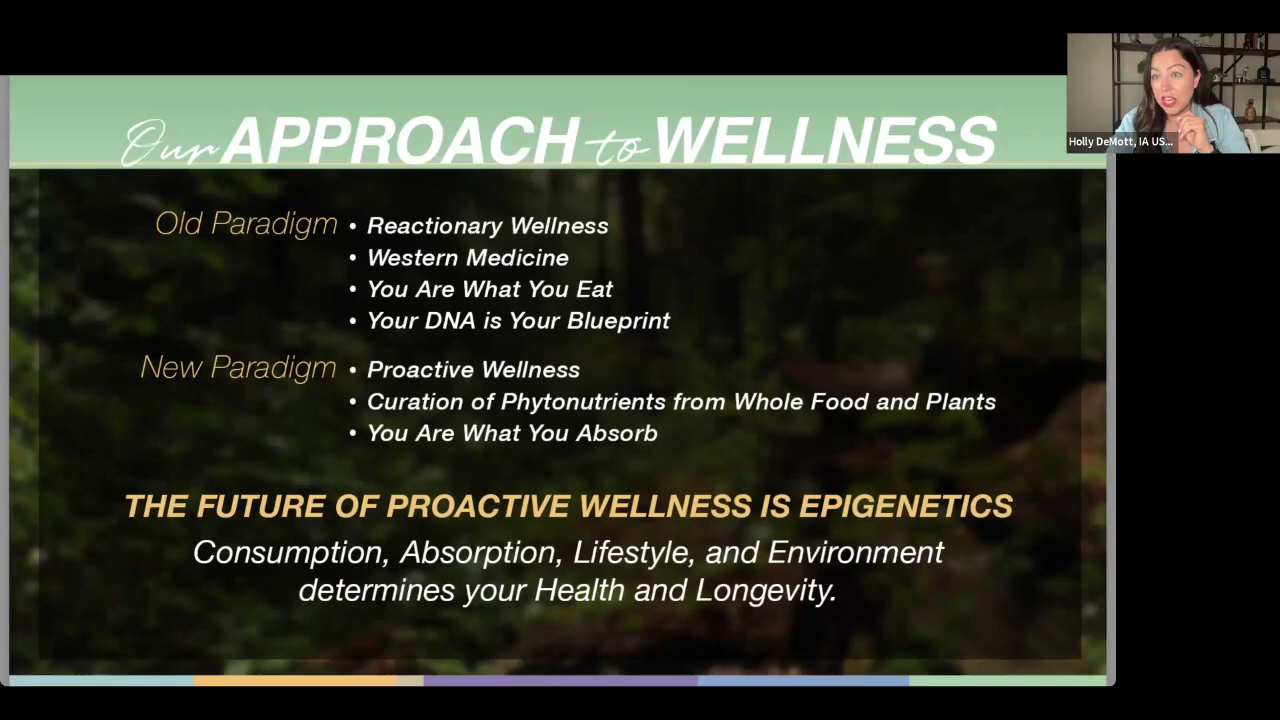 Our APPROACH to WELLNESS
Holly DeMott, IA US...
Old Paradigm • Reactionary Wellness
• Western Medicine
• You Are What You Eat
• Your DNA is Your Blueprint
New Paradigm • Proactive Wellness
• Curation of Phytonutrients from Whole Food and Plants
• You Are What You Absorb
THE FUTURE OF PROACTIVE WELLNESS IS EPIGENETICS
Consumption, Absorption, Lifestyle, and Environment
determines your Health and Longevity.